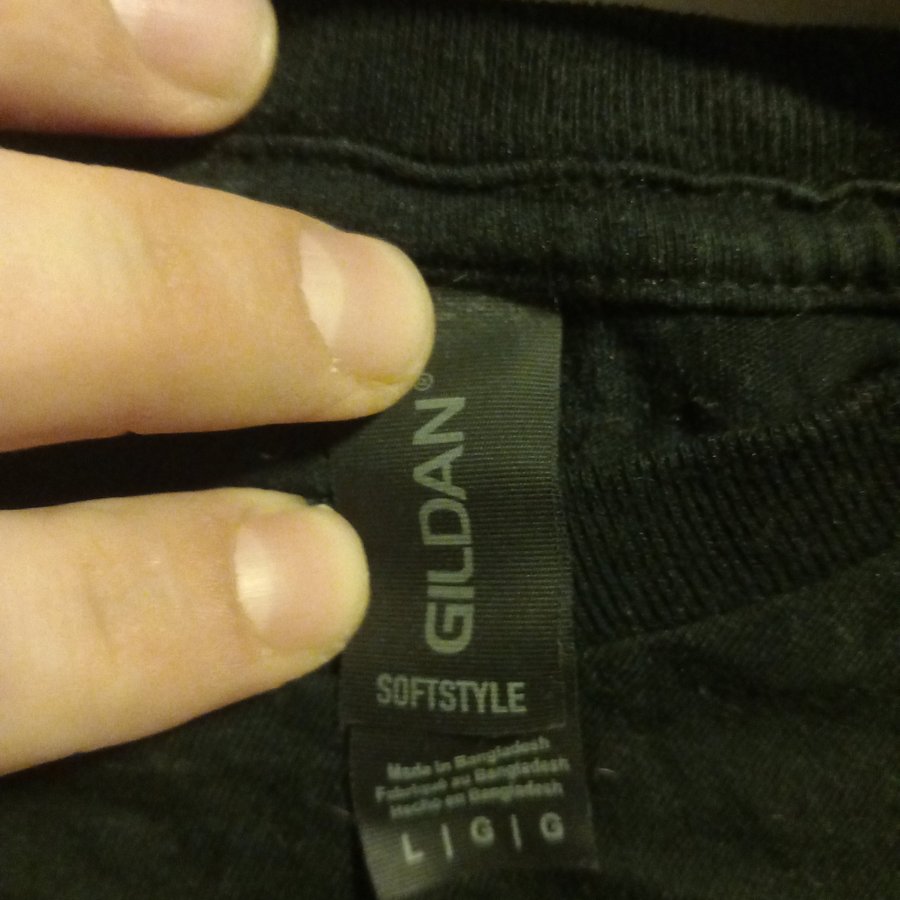 GILDAN®
SOFTSTYLE
Made in Bangladesh
Fabriqué au Bangladesh
Hecho en Bangladesh
L | G | G